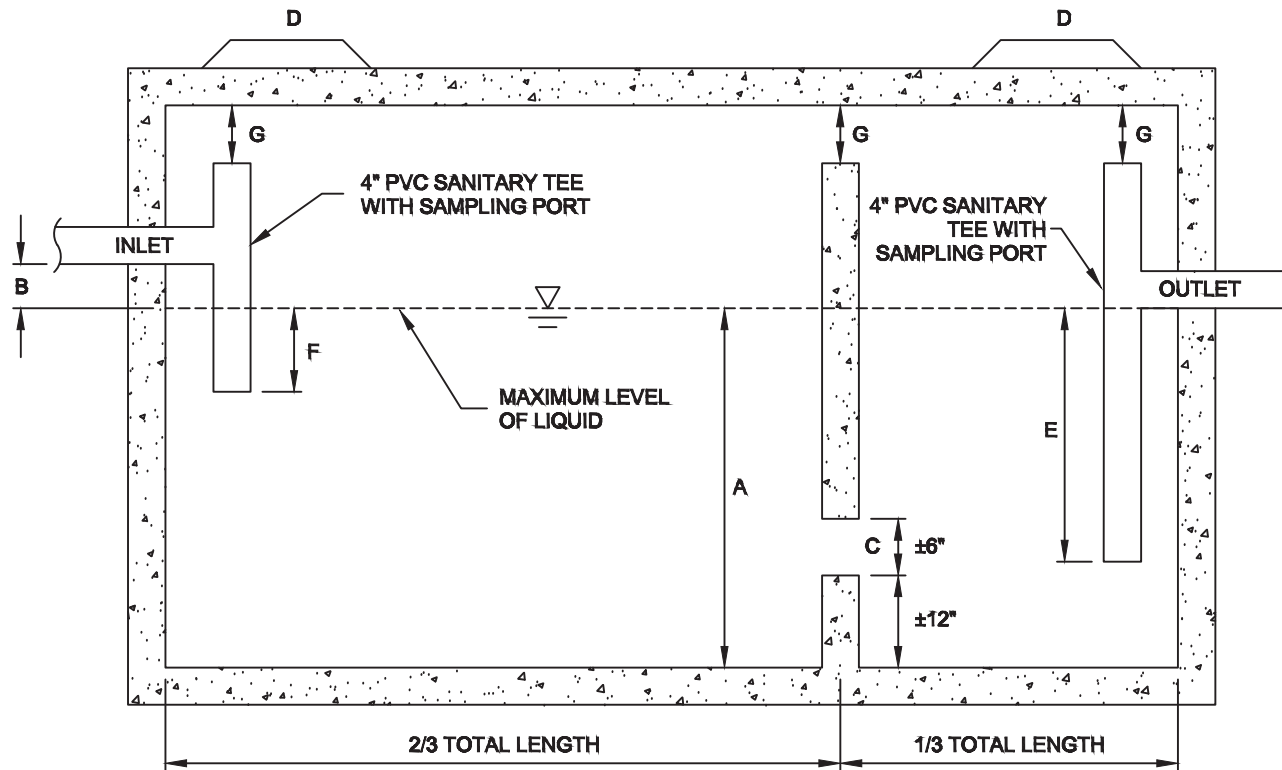 D
D
G
G
G
4" PVC SANITARY TEE
WITH SAMPLING PORT
4" PVC SANITARY
TEE WITH
SAMPLING PORT
INLET
B
OUTLET
F
MAXIMUM LEVEL
OF LIQUID
E
A
C
±6"
±12"
2/3 TOTAL LENGTH
1/3 TOTAL LENGTH